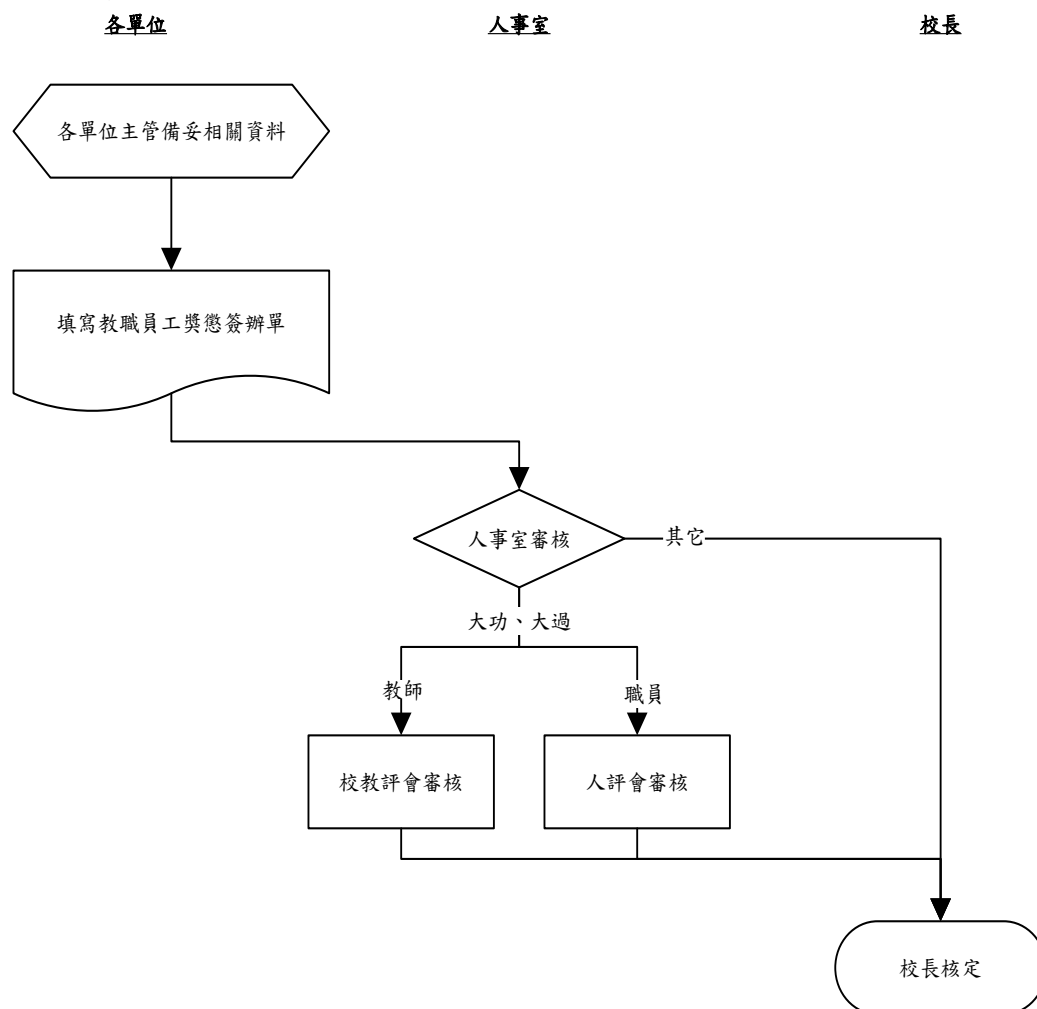 各單位
人事室
校長
各單位主管備妥相關資料
填寫教職員工獎懲簽辦單
人事室審核
其它
大功、大過
教師
職員
校教評會審核
人評會審核
校長核定